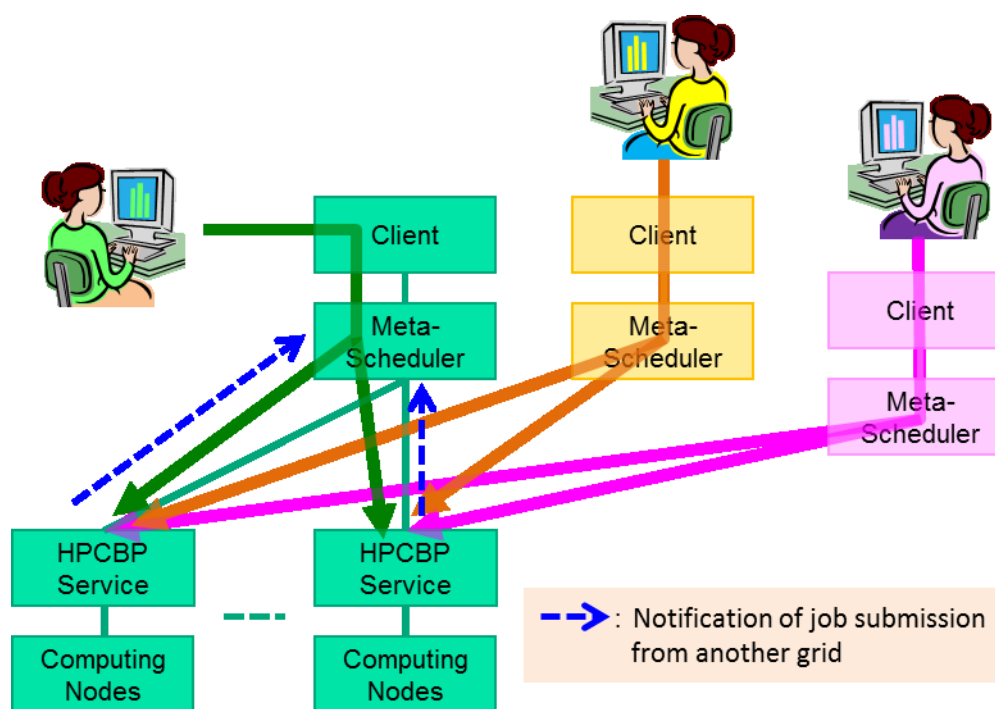 Client
Client
Client
Meta-
Scheduler
Meta-
Scheduler
Meta-
Scheduler
HPCBP
Service
HPCBP
Service
Computing
Nodes
Computing
Nodes
: Notification of job submission
from another grid